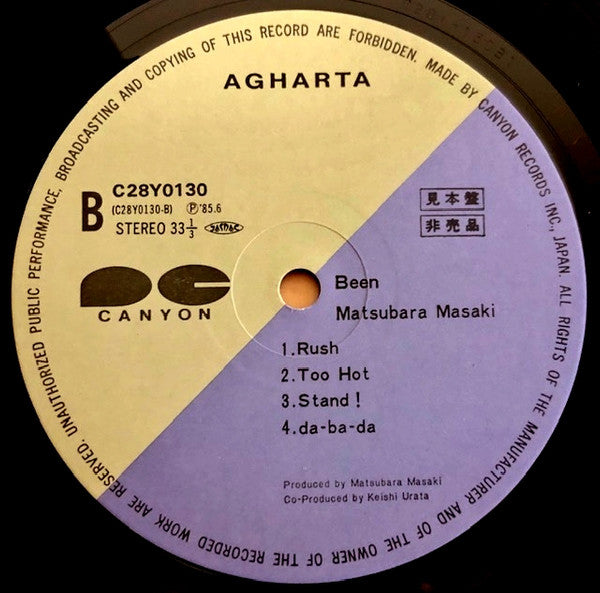 UNAUTHORIZED PUBLIC PERFORMANCE, BROADCASTING AND COPYING OF THIS RECORD ARE FORBIDDEN. MADE BY CANYON RECORDS INC., JAPAN. ALL RIGHTS OF THE MANUFACTURER AND OF THE OWNER OF THE RECORDED WORK ARE RESERVED.
AGHARTA
B
C28Y0130
(C28Y0130-B) Ⓟ'85.6
STEREO 33 1/3 JASRAC
見本盤
非売品
CANYON
Been
Matsubara Masaki
1.Rush
2.Too Hot
3.Stand!
4.da-ba-da
Produced by Matsubara Masaki
Co-Produced by Keishi Urata